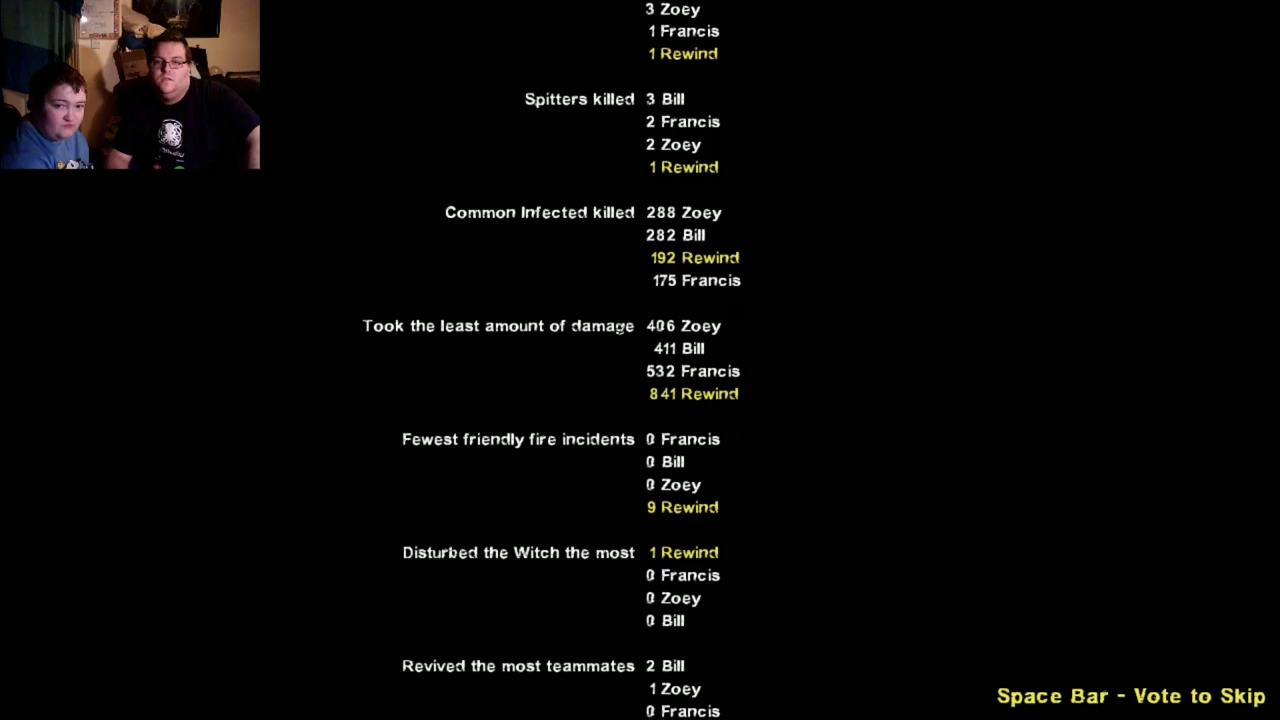 3 Zoey
1 Francis
1 Rewind
Spitters killed 3 Bill
2 Francis
2 Zoey
1 Rewind
Common Infected killed 288 Zoey
282 Bill
192 Rewind
175 Francis
Took the least amount of damage 406 Zoey
411 Bill
532 Francis
841 Rewind
Fewest friendly fire incidents 0 Francis
0 Bill
0 Zoey
9 Rewind
Disturbed the Witch the most 1 Rewind
0 Francis
0 Zoey
0 Bill
Revived the most teammates 2 Bill
1 Zoey
0 Francis
Space Bar - Vote to Skip